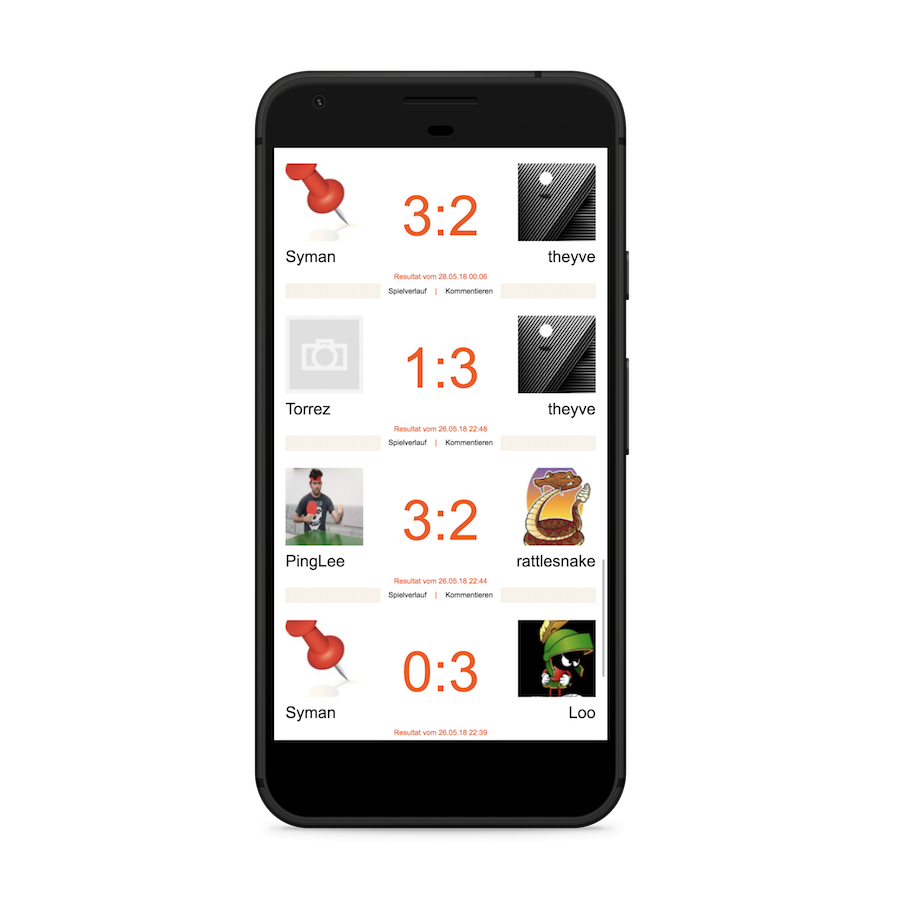 3:2
Syman theyve
Resultat vom 28.05.18 00:06
Spielverlauf | Kommentieren
1:3
Torrez theyve
Resultat vom 26.05.18 22:48
Spielverlauf | Kommentieren
3:2
PingLee rattlesnake
Resultat vom 26.05.18 22:44
Spielverlauf | Kommentieren
0:3
Syman Loo
Resultat vom 26.05.18 22:39